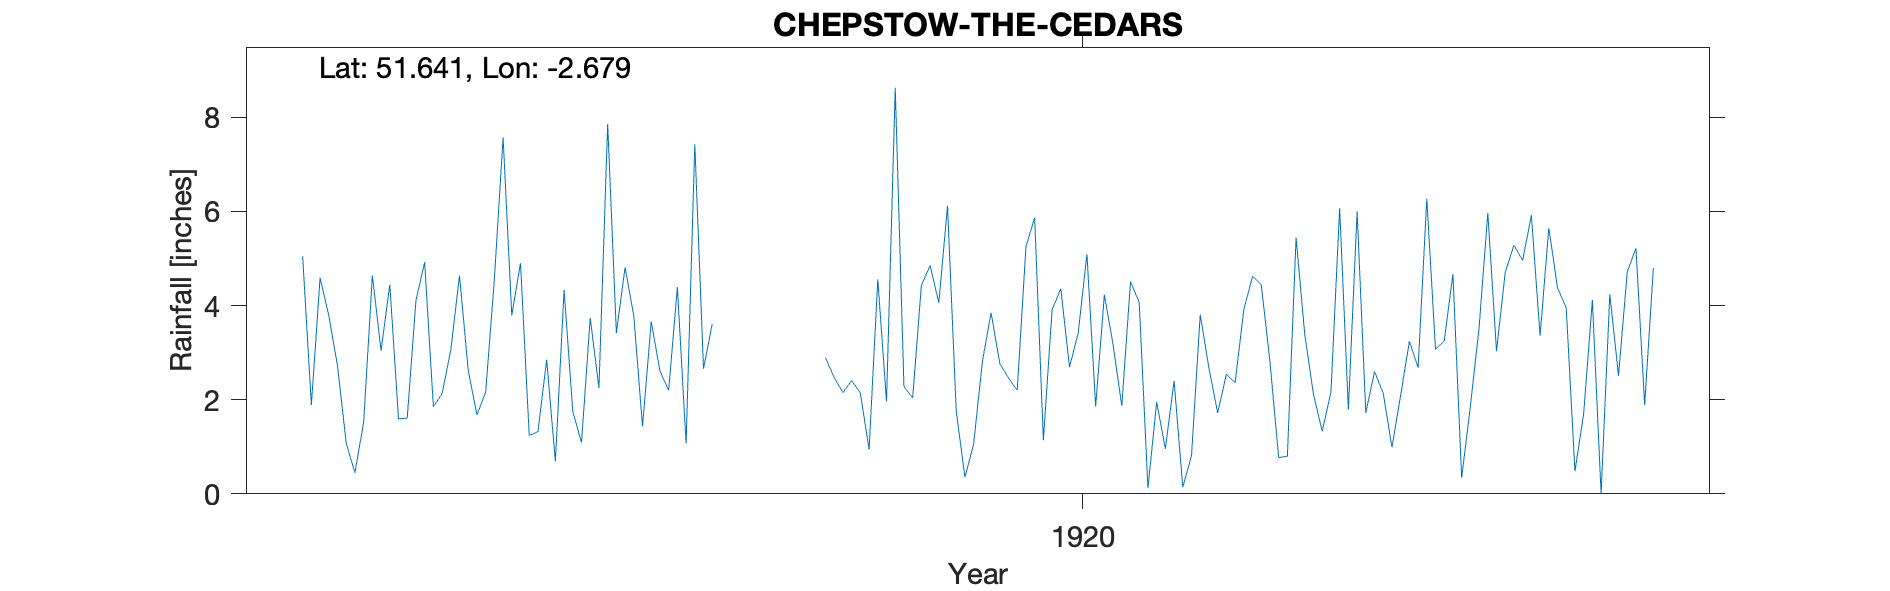 CHEPSTOW-THE-CEDARS
Lat: 51.641, Lon: -2.679
8
6
4
2
0
Rainfall [inches]
1920
Year